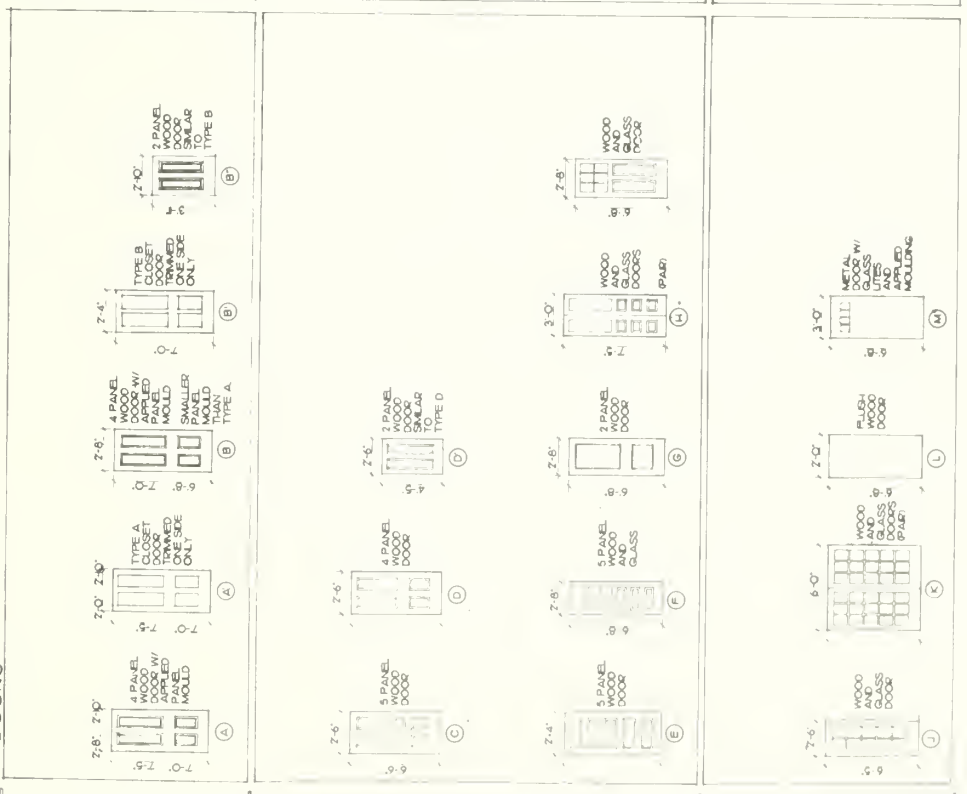 2'-8" 2'-10"
7'-5"
7'-0"
4 PANEL
WOOD
DOOR W/
APPLIED
PANEL
MOULD
A
2'-0" 2'-10"
7'-5"
7'-0"
TYPE A
CLOSET
DOOR
TRIMMED
ONE SIDE
ONLY
A'
2'-8"
7'-0"
6'-8"
4 PANEL
WOOD
DOOR W/
APPLIED
PANEL
MOULD
SMALLER
PANEL
MOULD
THAN
TYPE A.
B
2'-4"
7'-0"
TYPE B
CLOSET
DOOR
TRIMMED
ONE SIDE
ONLY
B'
2'-10"
3'-4"
2 PANEL
WOOD
DOOR
SIMILAR
TO
TYPE B
B"
2'-6"
6'-6"
5 PANEL
WOOD
DOOR
C
2'-6"
4 PANEL
WOOD
DOOR
D
2'-6"
4'-5"
2 PANEL
WOOD
DOOR
SIMILAR
TO
TYPE D
D'
2'-4"
5 PANEL
WOOD
DOOR
E
2'-8"
6'-8"
5 PANEL
WOOD
AND
GLASS
F
2'-8"
6'-8"
2 PANEL
WOOD
DOOR
G
3'-0"
7'-5"
WOOD
AND
GLASS
DOORS
(PAIR)
H
2'-8"
6'-8"
WOOD
AND
GLASS
DOOR
2'-6"
6'-5"
WOOD
AND
GLASS
DOOR
J
6'-0"
WOOD
AND
GLASS
DOORS
(PAIR)
K
2'-0"
6'-8"
FLUSH
WOOD
DOOR
L
3'-0"
6'-8"
METAL
DOOR W/
GLASS
LITES
AND
APPLIED
MOULDING
M